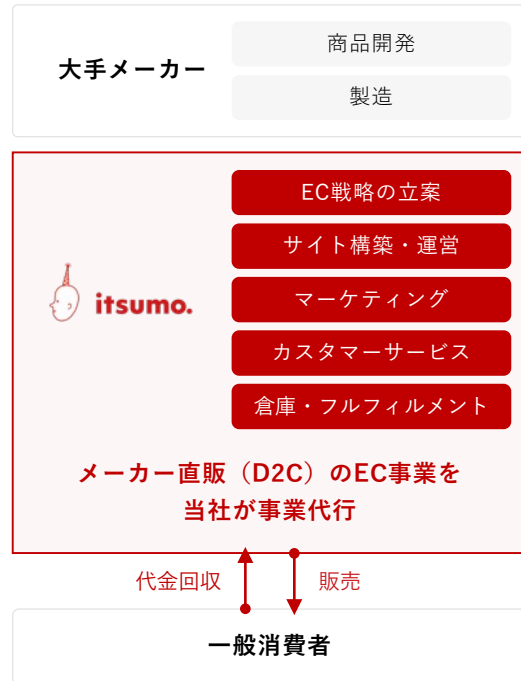 大手メーカー
商品開発
製造
EC戦略の立案
サイト構築・運営
マーケティング
カスタマーサービス
倉庫・フルフィルメント
itsumo.
メーカー直販（D2C）のEC事業を
当社が事業代行
代金回収
販売
一般消費者